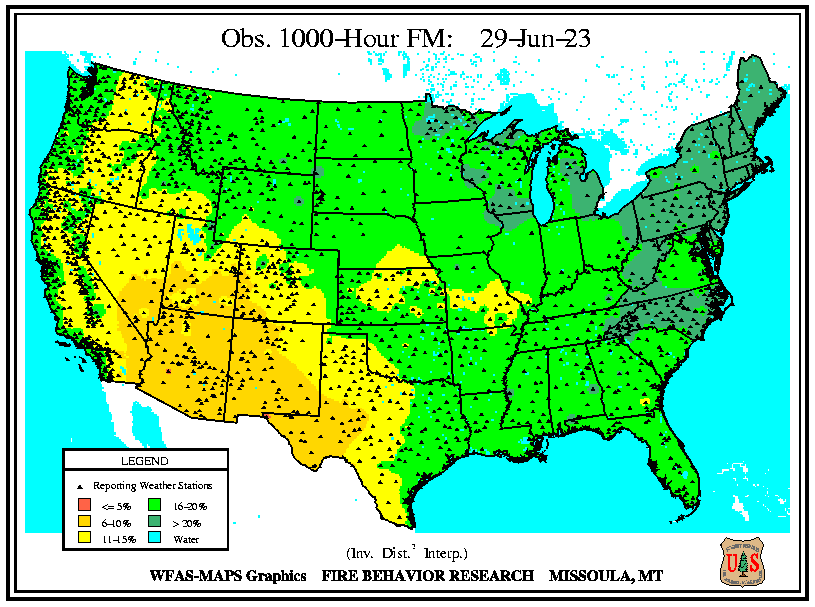 Obs. 1000-Hour FM: 29-Jun-23
LEGEND
Reporting Weather Stations
<= 5% 16-20%
6-10% > 20%
11-15% Water
(Inv. Dist.² Interp.)
WFAS-MAPS Graphics FIRE BEHAVIOR RESEARCH MISSOULA, MT
US